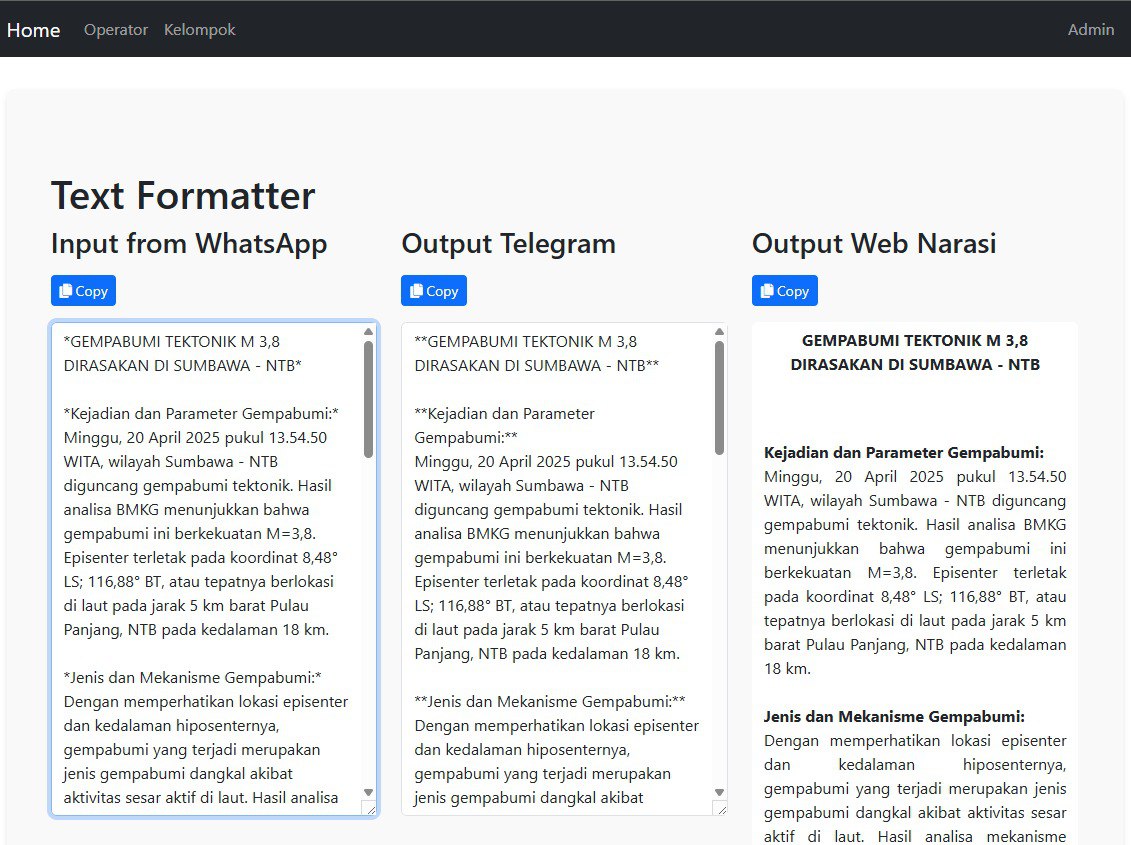 Home Operator Kelompok Admin
Text Formatter
Input from WhatsApp
Copy
*GEMPABUMI TEKTONIK M 3,8
DIRASAKAN DI SUMBAWA - NTB*
*Kejadian dan Parameter Gempabumi:*
Minggu, 20 April 2025 pukul 13.54.50
WITA, wilayah Sumbawa - NTB
diguncang gempabumi tektonik. Hasil
analisa BMKG menunjukkan bahwa
gempabumi ini berkekuatan M=3,8.
Episenter terletak pada koordinat 8,48°
LS; 116,88° BT, atau tepatnya berlokasi
di laut pada jarak 5 km barat Pulau
Panjang, NTB pada kedalaman 18 km.
*Jenis dan Mekanisme Gempabumi:*
Dengan memperhatikan lokasi episenter
dan kedalaman hiposenternya,
gempabumi yang terjadi merupakan
jenis gempabumi dangkal akibat
aktivitas sesar aktif di laut. Hasil analisa
Output Telegram
Copy
**GEMPABUMI TEKTONIK M 3,8
DIRASAKAN DI SUMBAWA - NTB**
**Kejadian dan Parameter
Gempabumi:**
Minggu, 20 April 2025 pukul 13.54.50
WITA, wilayah Sumbawa - NTB
diguncang gempabumi tektonik. Hasil
analisa BMKG menunjukkan bahwa
gempabumi ini berkekuatan M=3,8.
Episenter terletak pada koordinat 8,48°
LS; 116,88° BT, atau tepatnya berlokasi
di laut pada jarak 5 km barat Pulau
Panjang, NTB pada kedalaman 18 km.
**Jenis dan Mekanisme Gempabumi:**
Dengan memperhatikan lokasi episenter
dan kedalaman hiposenternya,
gempabumi yang terjadi merupakan
jenis gempabumi dangkal akibat
Output Web Narasi
Copy
GEMPABUMI TEKTONIK M 3,8
DIRASAKAN DI SUMBAWA - NTB
Kejadian dan Parameter Gempabumi:
Minggu, 20 April 2025 pukul 13.54.50
WITA, wilayah Sumbawa - NTB diguncang
gempabumi tektonik. Hasil analisa BMKG
menunjukkan bahwa gempabumi ini
berkekuatan M=3,8. Episenter terletak
pada koordinat 8,48° LS; 116,88° BT, atau
tepatnya berlokasi di laut pada jarak 5 km
barat Pulau Panjang, NTB pada kedalaman
18 km.
Jenis dan Mekanisme Gempabumi:
Dengan memperhatikan lokasi episenter
dan kedalaman hiposenternya,
gempabumi yang terjadi merupakan jenis
gempabumi dangkal akibat aktivitas sesar
aktif di laut. Hasil analisa mekanisme